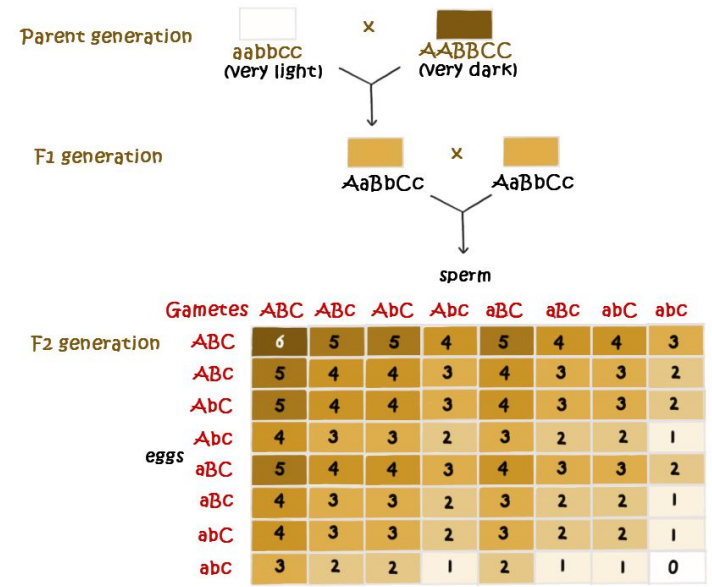 Parent generation x
aabbcc AABBCC
(very light) (very dark)
F1 generation x
AaBbCc AaBbCc
sperm
Gametes ABC ABc AbC Abc aBC aBc abC abc
F2 generation ABC 6 5 5 4 5 4 4 3
ABc 5 4 4 3 4 3 3 2
AbC 5 4 4 3 4 3 3 2
Abc 4 3 3 2 3 2 2 1
eggs
aBC 5 4 4 3 4 3 3 2
aBc 4 3 3 2 3 2 2 1
abC 4 3 3 2 3 2 2 1
abc 3 2 2 1 2 1 1 0